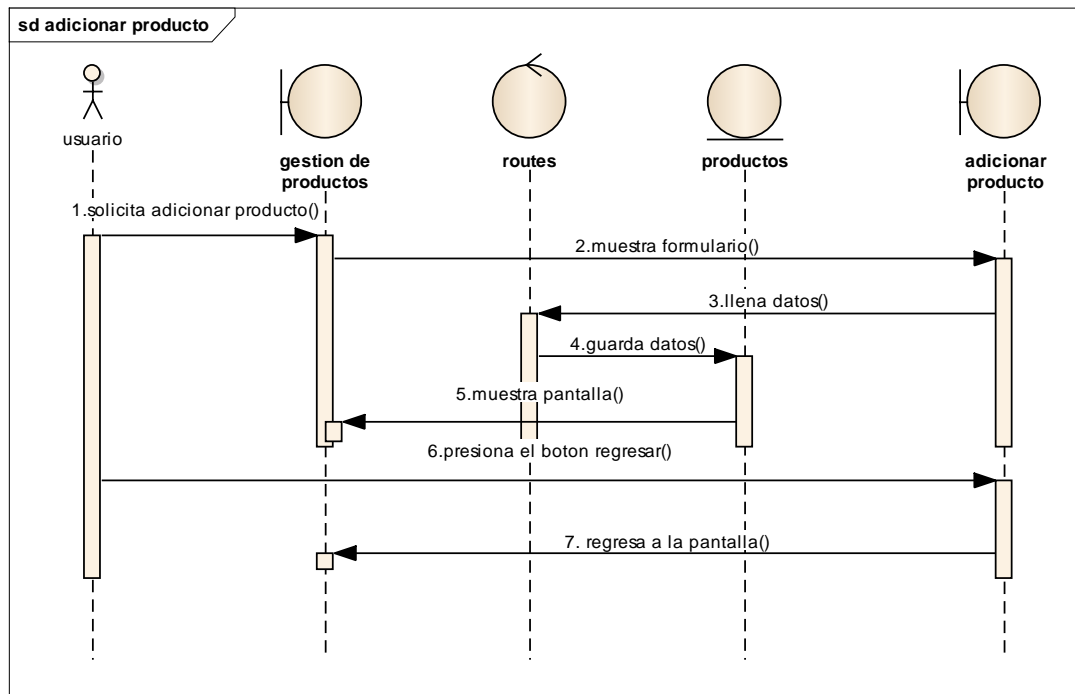 sd adicionar producto
usuario
gestion de
productos
routes
productos
adicionar
producto
1.solicita adicionar producto()
2.muestra formulario()
3.llena datos()
4.guarda datos()
5.muestra pantalla()
6.presiona el boton regresar()
7. regresa a la pantalla()